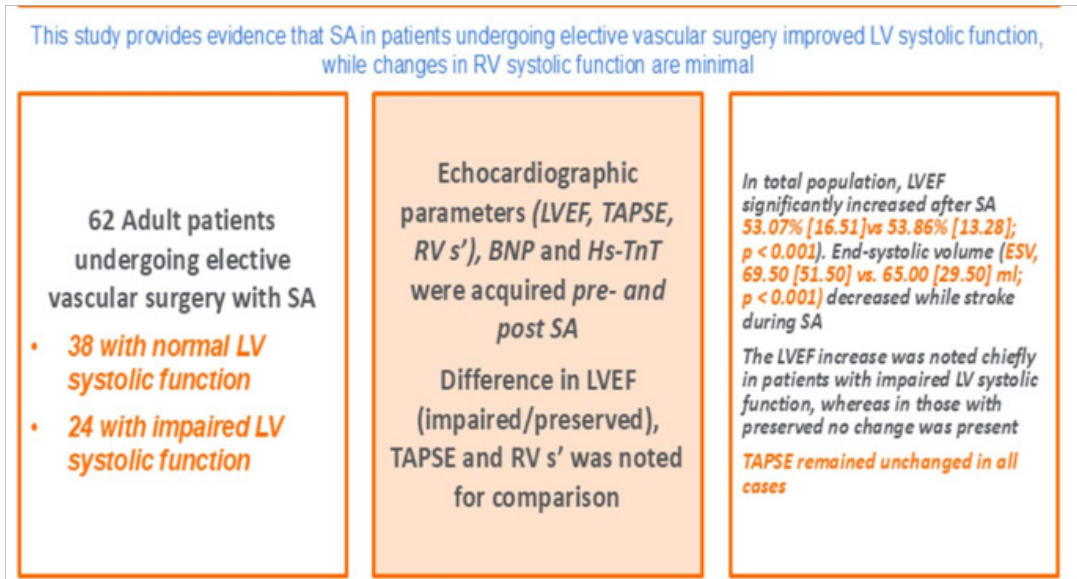 This study provides evidence that SA in patients undergoing elective vascular surgery improved LV systolic function,
while changes in RV systolic function are minimal
62 Adult patients
undergoing elective
vascular surgery with SA
• 38 with normal LV
systolic function
• 24 with impaired LV
systolic function
Echocardiographic
parameters (LVEF, TAPSE,
RV s’), BNP and Hs-TnT
were acquired pre- and
post SA
Difference in LVEF
(impaired/preserved),
TAPSE and RV s’ was noted
for comparison
In total population, LVEF
significantly increased after SA
53.07% [16.51]vs 53.86% [13.28];
p < 0.001). End-systolic volume (ESV,
69.50 [51.50] vs. 65.00 [29.50] ml;
p < 0.001) decreased while stroke
during SA
The LVEF increase was noted chiefly
in patients with impaired LV systolic
function, whereas in those with
preserved no change was present
TAPSE remained unchanged in all
cases